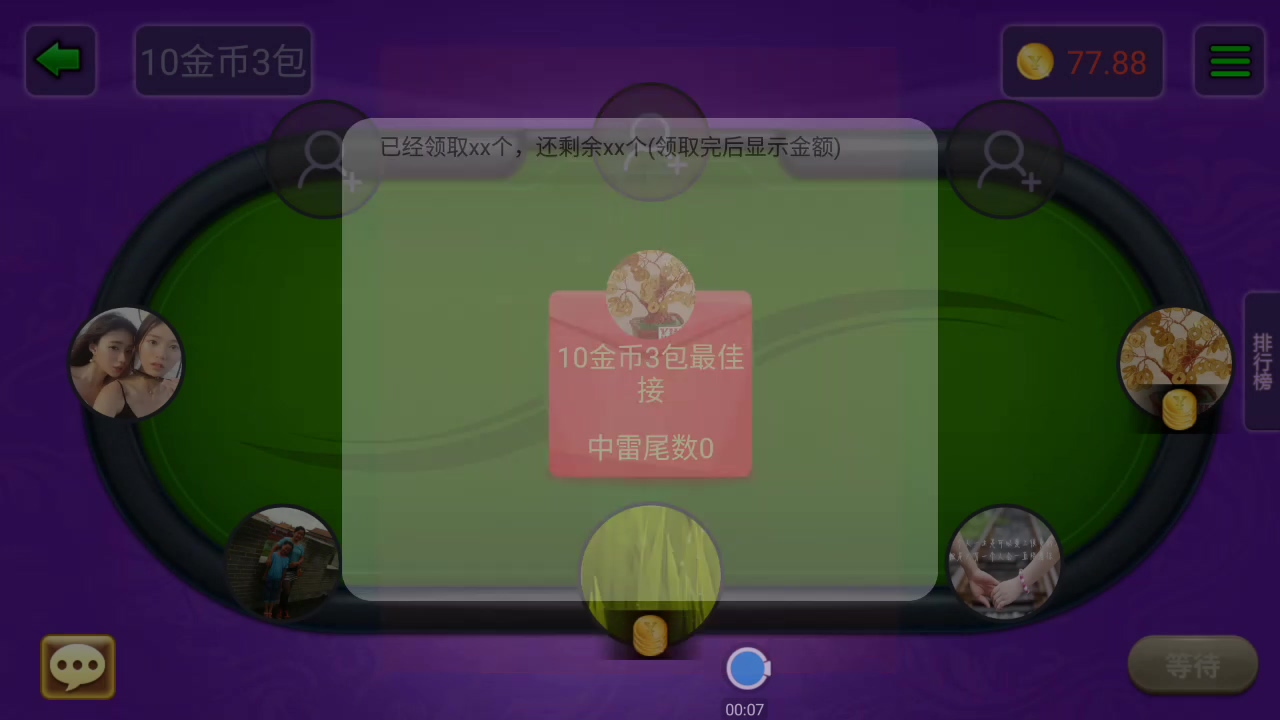 10金币3包
77.88
已经领取xx个，还剩余xx个(领取完后显示金额)
10金币3包最佳
接
中雷尾数0
排行榜
等待
00:07